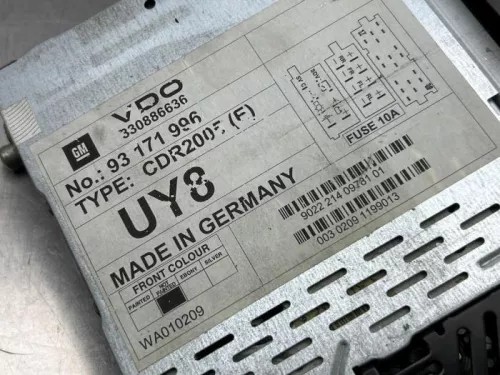 GM
VDO
330886636
No.: 93 171 996
TYPE: CDR2005 (F)
UY8
MADE IN GERMANY
FRONT COLOUR
PAINTED
NOT PAINTED
EBONY
SILVER
WA010209
FUSE 10A
9022 214 09761 01
003 0209 1199013